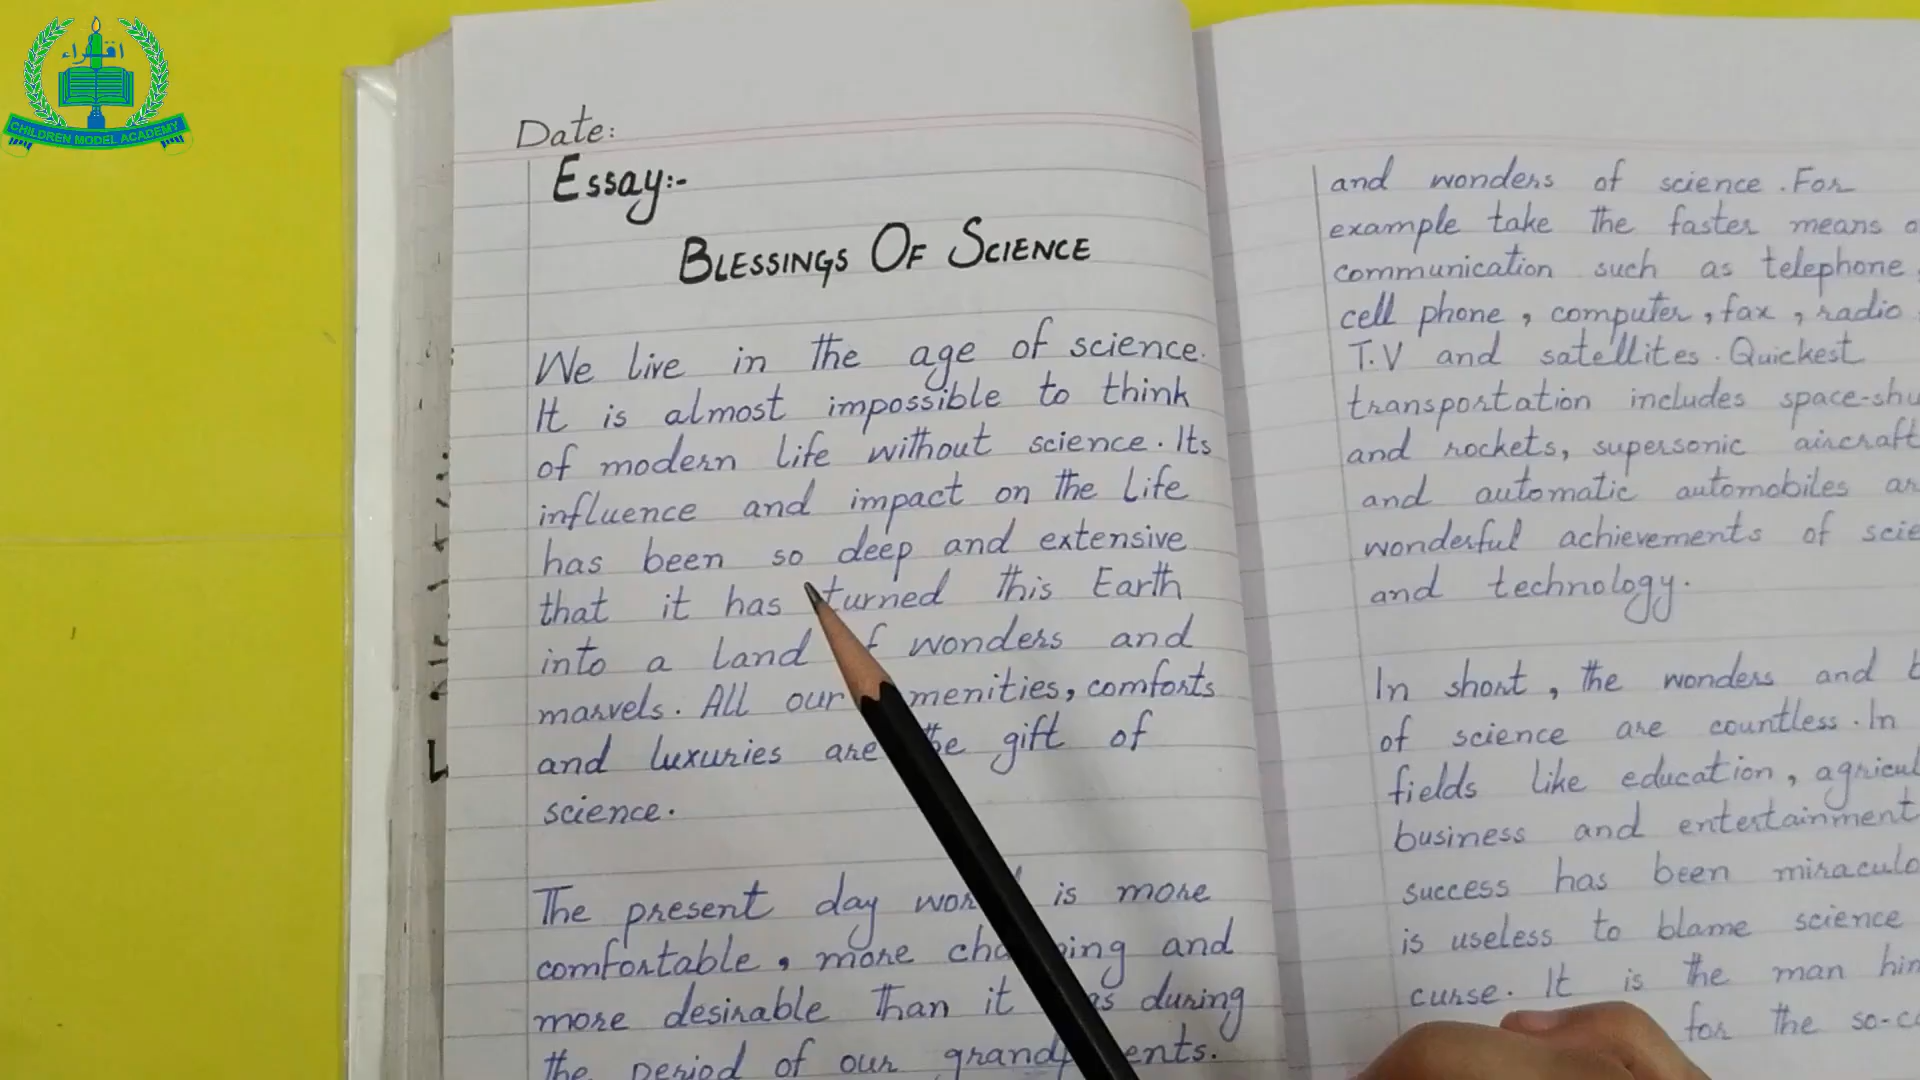 اقراء
CHILDREN MODEL ACADEMY
Date:
Essay:-
BLESSINGS OF SCIENCE
We live in the age of science.
It is almost impossible to think
of modern life without science. Its
influence and impact on the life
has been so deep and extensive
that it has turned this Earth
into a land wonders and
marvels. All our comforts
and luxuries are the gift of
science.
The present day is more
comfortable, more and
more desirable than it during
the period of our
and wonders of science. For
example take the faster means
communication such as telephone,
cell phone, computer, fax, radio,
T.V and satellites. Quickest
transportation includes
and rockets, supersonic aircraft
and automatic automobiles
wonderful achievements of
and technology.
In short, the wonders and
of science are countless. In
fields like education,
business and entertainment
success has been
is useless to blame science
curse. It is the man
for the